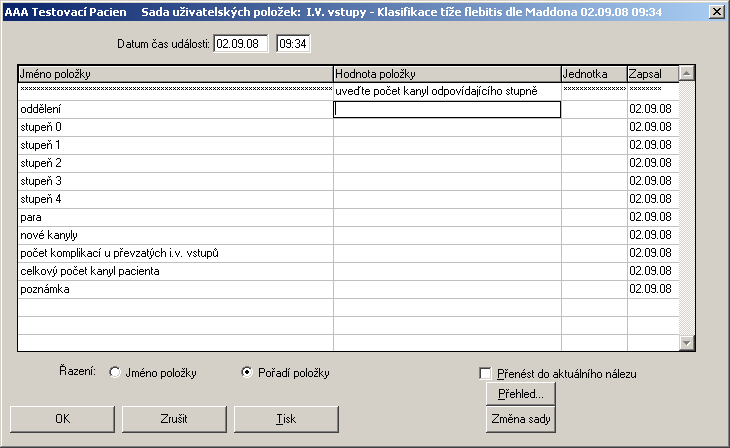 AAA Testovací Pacien Sada uživatelských položek: I.V. vstupy - Klasifikace tíže flebitis dle Maddona 02.09.08 09:34
Datum čas události: 02.09.08 09:34
Jméno položky Hodnota položky Jednotka Zapsal
uveďte počet kanyl odpovídajícího stupně
oddělení 02.09.08
stupeň 0 02.09.08
stupeň 1 02.09.08
stupeň 2 02.09.08
stupeň 3 02.09.08
stupeň 4 02.09.08
para 02.09.08
nové kanyly 02.09.08
počet komplikací u převzatých i.v. vstupů 02.09.08
celkový počet kanyl pacienta 02.09.08
poznámka 02.09.08
Řazení: Jméno položky Pořadí položky Přenést do aktuálního nálezu
Přehled...
OK Zrušit Tisk Změna sady